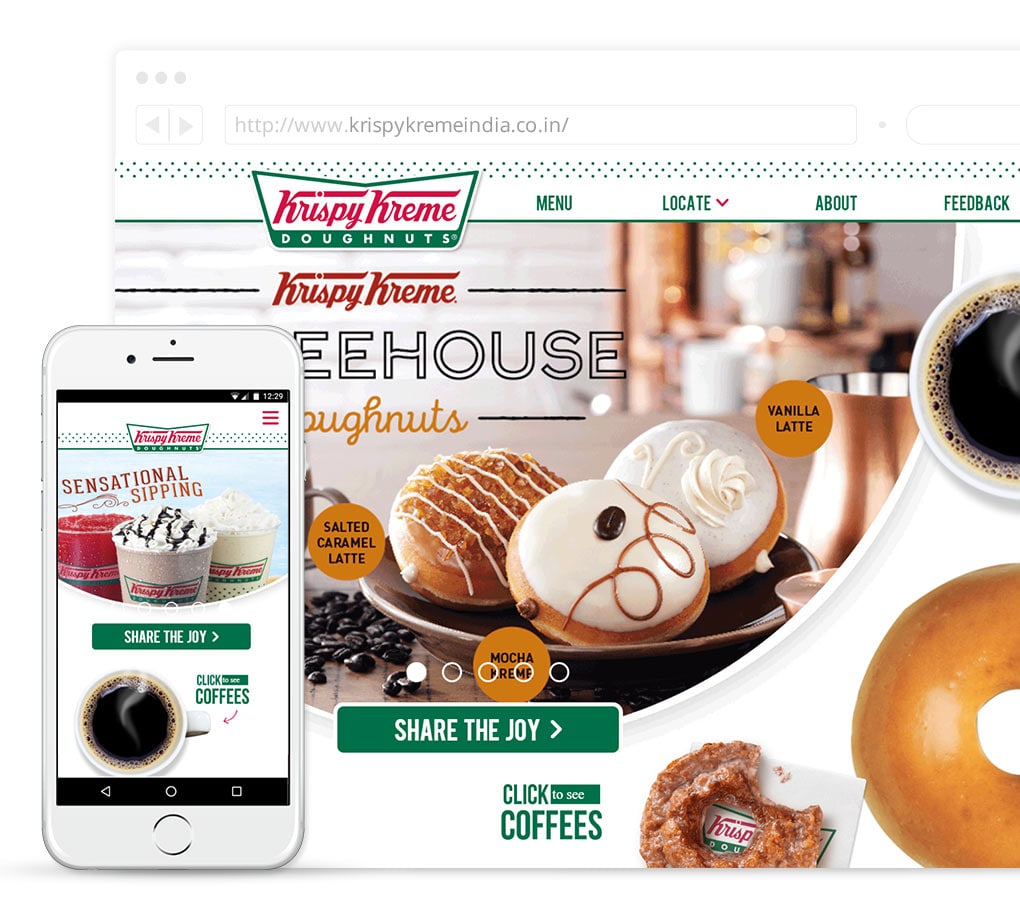 http://www.krispykremeindia.co.in/
Krispy Kreme
DOUGHNUTS®
MENU
LOCATE
ABOUT
FEEDBACK
Krispy Kreme
EEHOUSE
oughnuts
VANILLA
LATTE
SALTED
CARAMEL
LATTE
MOCHA
KREME
SHARE THE JOY
CLICK to see
COFFEES
Krisp
DOU
12:29
Krispy Kreme
DOUGHNUTS
SENSATIONAL
SIPPING
Krispy Kreme
Krispy Kreme
DOUGHNUTS
Krispy Kreme
SHARE THE JOY
CLICK to see
COFFEES